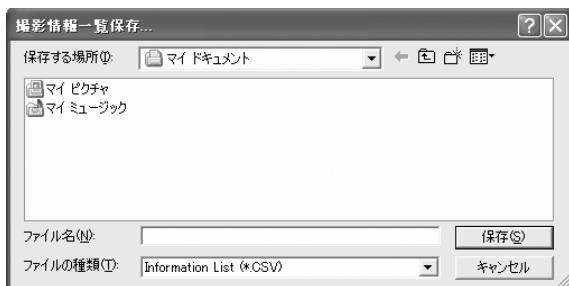 撮影情報一覧保存...
保存する場所(I): マイ ドキュメント
マイ ピクチャ
マイ ミュージック
ファイル名(N): 保存(S)
ファイルの種類(T): Information List (*.CSV) キャンセル